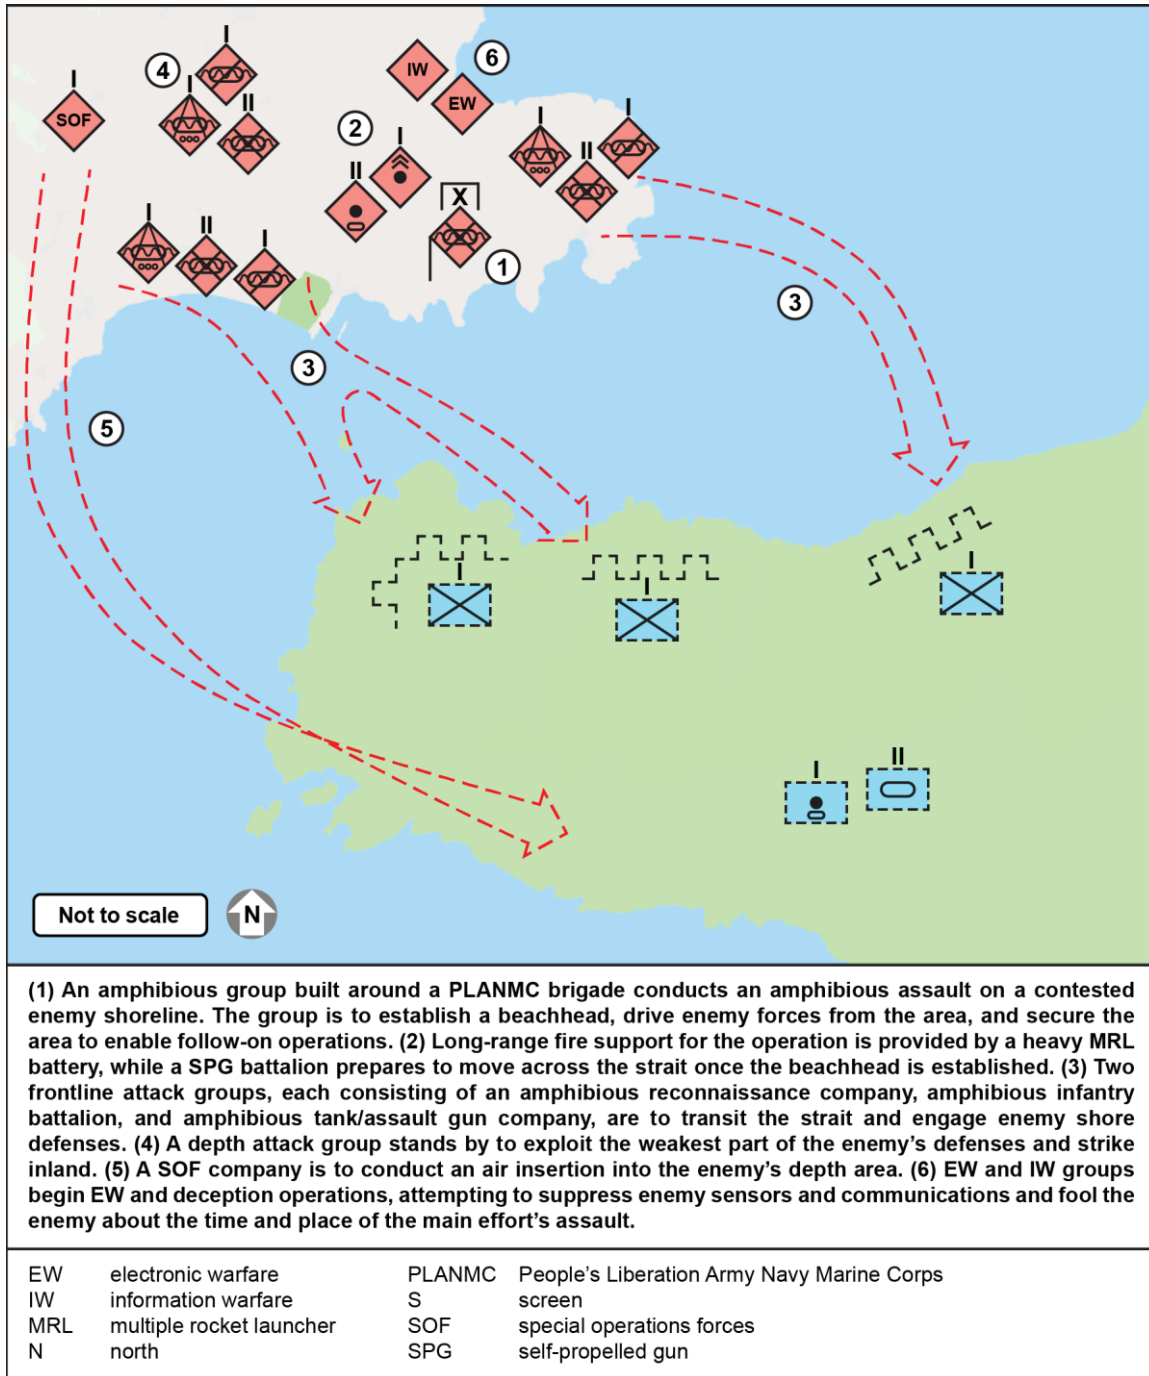 I
4
I
SOF
I
II
IW
6
EW
2
I
II
X
1
I
II
I
I
II
I
3
3
5
I
I
I
I
II
Not to scale
N
(1) An amphibious group built around a PLANMC brigade conducts an amphibious assault on a contested
enemy shoreline. The group is to establish a beachhead, drive enemy forces from the area, and secure the
area to enable follow-on operations. (2) Long-range fire support for the operation is provided by a heavy MRL
battery, while a SPG battalion prepares to move across the strait once the beachhead is established. (3) Two
frontline attack groups, each consisting of an amphibious reconnaissance company, amphibious infantry
battalion, and amphibious tank/assault gun company, are to transit the strait and engage enemy shore
defenses. (4) A depth attack group stands by to exploit the weakest part of the enemy's defenses and strike
inland. (5) A SOF company is to conduct an air insertion into the enemy's depth area. (6) EW and IW groups
begin EW and deception operations, attempting to suppress enemy sensors and communications and fool the
enemy about the time and place of the main effort's assault.
EW electronic warfare
IW information warfare
MRL multiple rocket launcher
N north
PLANMC People's Liberation Army Navy Marine Corps
S screen
SOF special operations forces
SPG self-propelled gun